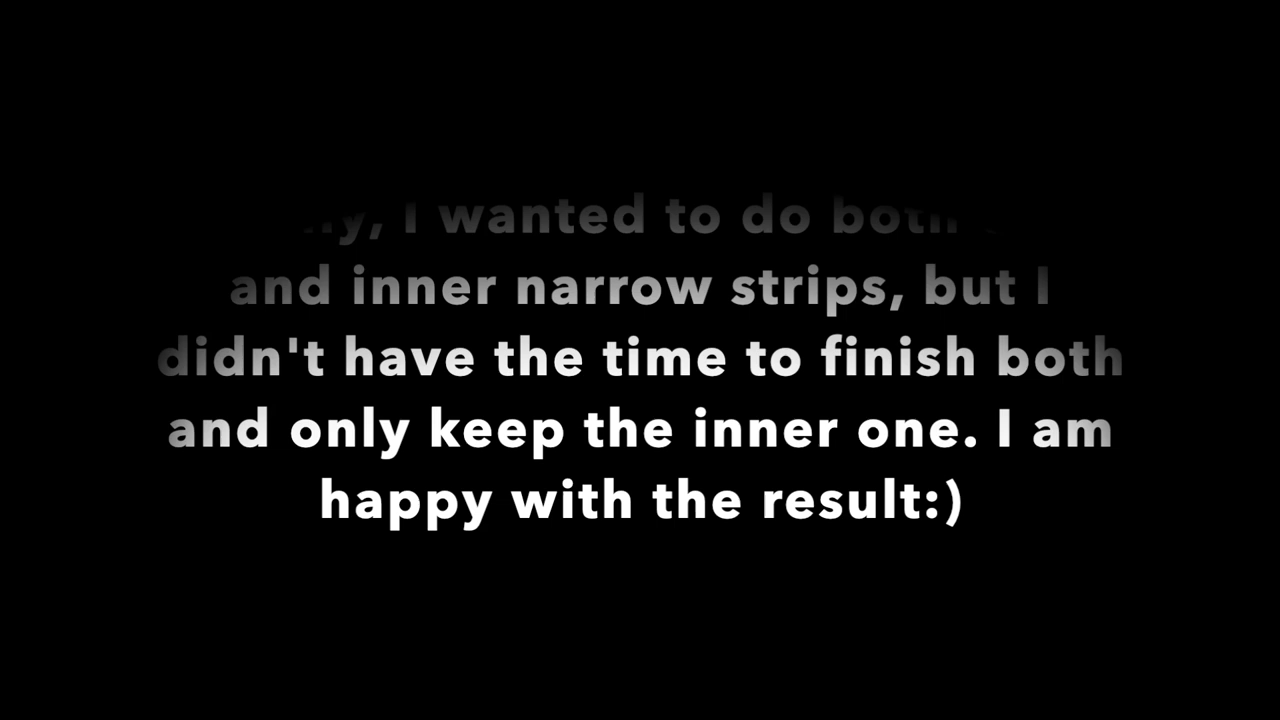 I wanted to do both
and inner narrow strips, but I
didn't have the time to finish both
and only keep the inner one. I am
happy with the result:)